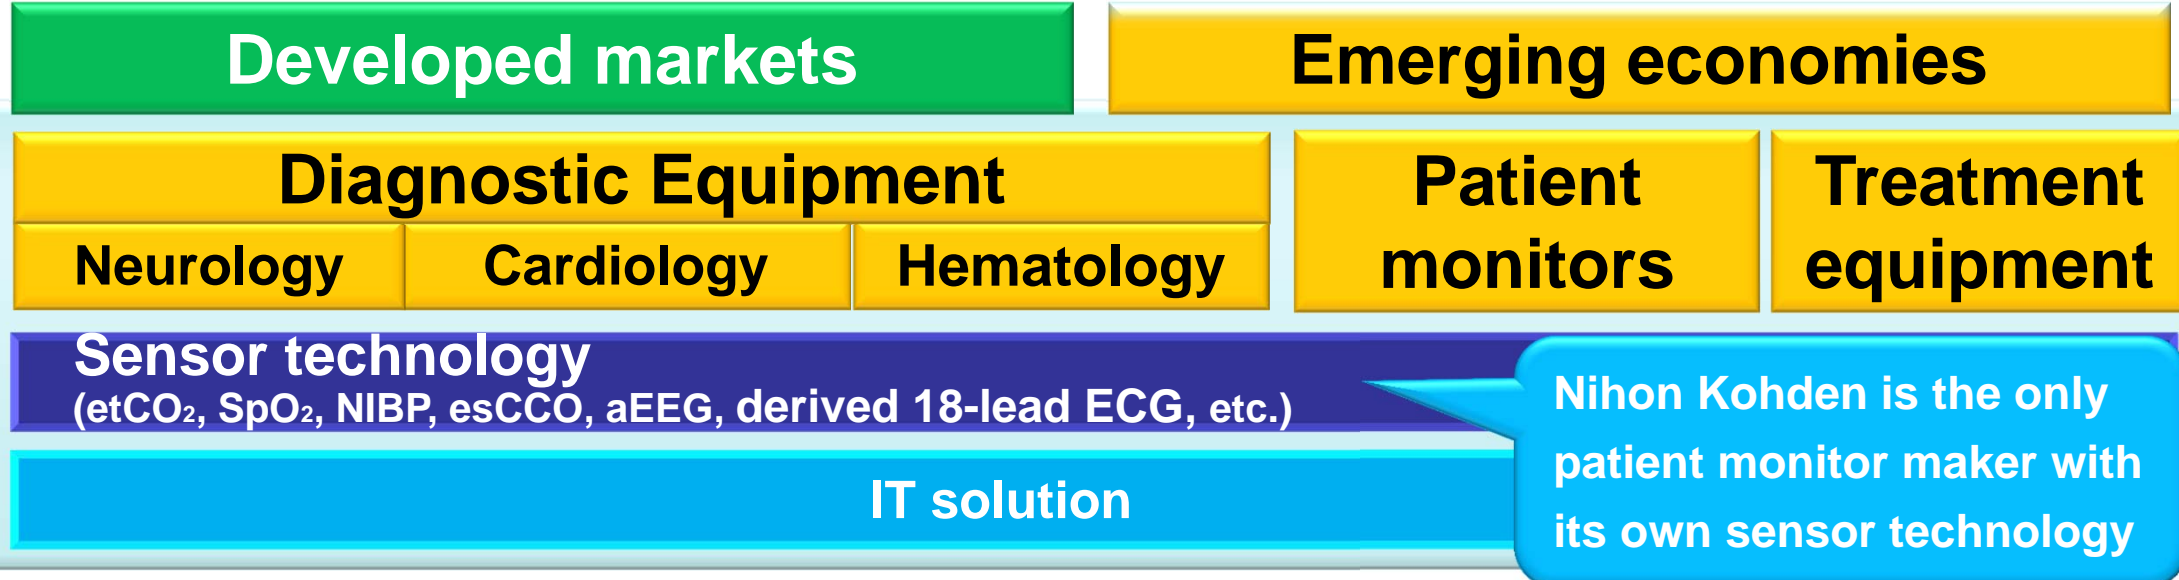 Developed markets
Emerging economies
Diagnostic Equipment
Neurology
Cardiology
Hematology
Patient
monitors
Treatment
equipment
Sensor technology
(etCO₂, SpO₂, NIBP, esCCO, aEEG, derived 18-lead ECG, etc.)
Nihon Kohden is the only
patient monitor maker with
its own sensor technology
IT solution